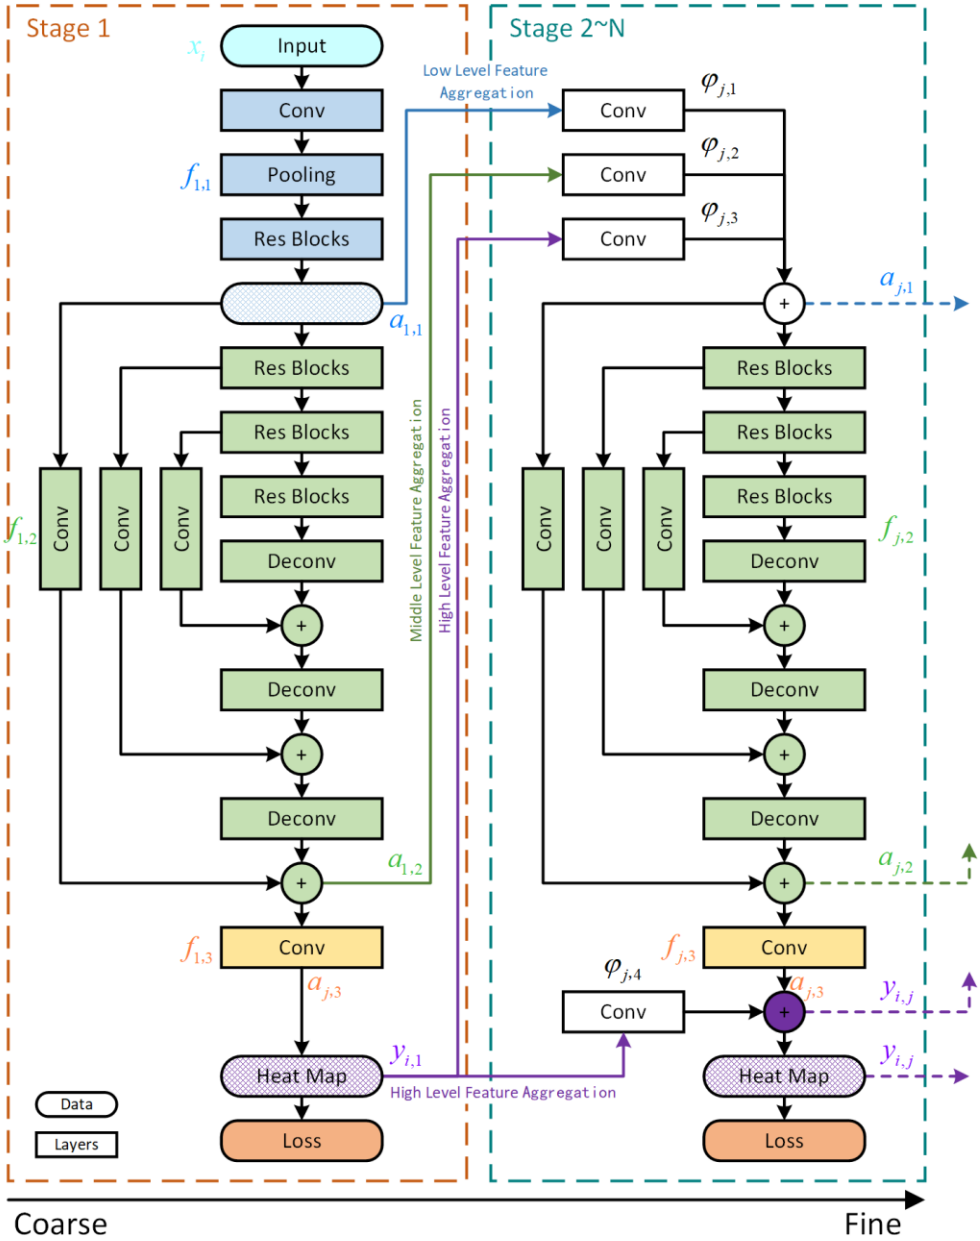 Stage 1
x_i
Input
Conv
f_{1,1}
Pooling
Res Blocks
a_{1,1}
Res Blocks
Res Blocks
Res Blocks
f_{1,2}
Conv
Conv
Conv
Deconv
+
Deconv
+
Deconv
a_{1,2}
+
f_{1,3}
Conv
a_{j,3}
y_{i,1}
Heat Map
Loss
Data
Layers
Low Level Feature
Aggregation
Middle Level Feature Aggregation
High Level Feature Aggregation
High Level Feature Aggregation
Stage 2~N
Conv
φ_{j,1}
Conv
φ_{j,2}
Conv
φ_{j,3}
+
a_{j,1}
Res Blocks
Res Blocks
Res Blocks
Conv
Conv
Conv
f_{j,2}
Deconv
+
Deconv
+
Deconv
a_{j,2}
+
f_{j,3}
Conv
φ_{j,4}
a_{j,3}
Conv
+
y_{i,j}
Heat Map
y_{i,j}
Loss
Coarse
Fine